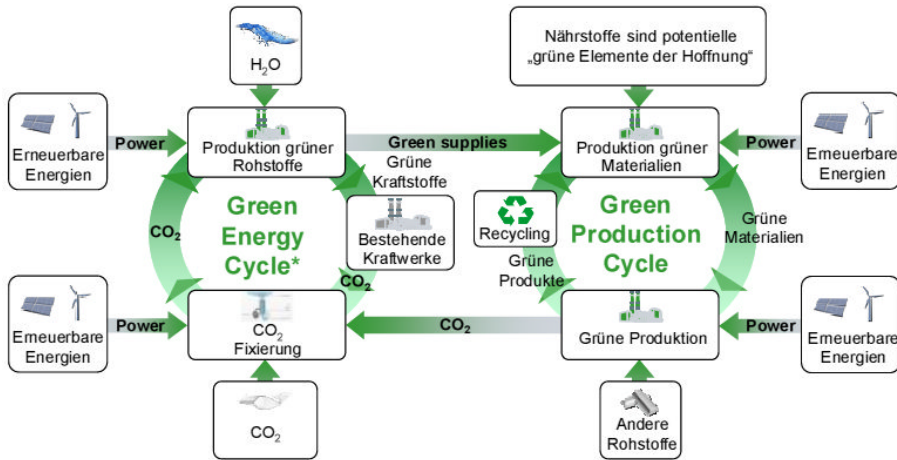 Nährstoffe sind potentielle
„grüne Elemente der Hoffnung“
H₂O
Erneuerbare
Energien
Power
Produktion grüner
Rohstoffe
Green supplies
Produktion grüner
Materialien
Power
Erneuerbare
Energien
Grüne
Kraftstoffe
CO₂
Green
Energy
Cycle*
Bestehende
Kraftwerke
CO₂
Recycling
Grüne
Produkte
Green
Production
Cycle
Grüne
Materialien
Erneuerbare
Energien
Power
CO₂
Fixierung
CO₂
Grüne Produktion
Power
Erneuerbare
Energien
CO₂
Andere
Rohstoffe